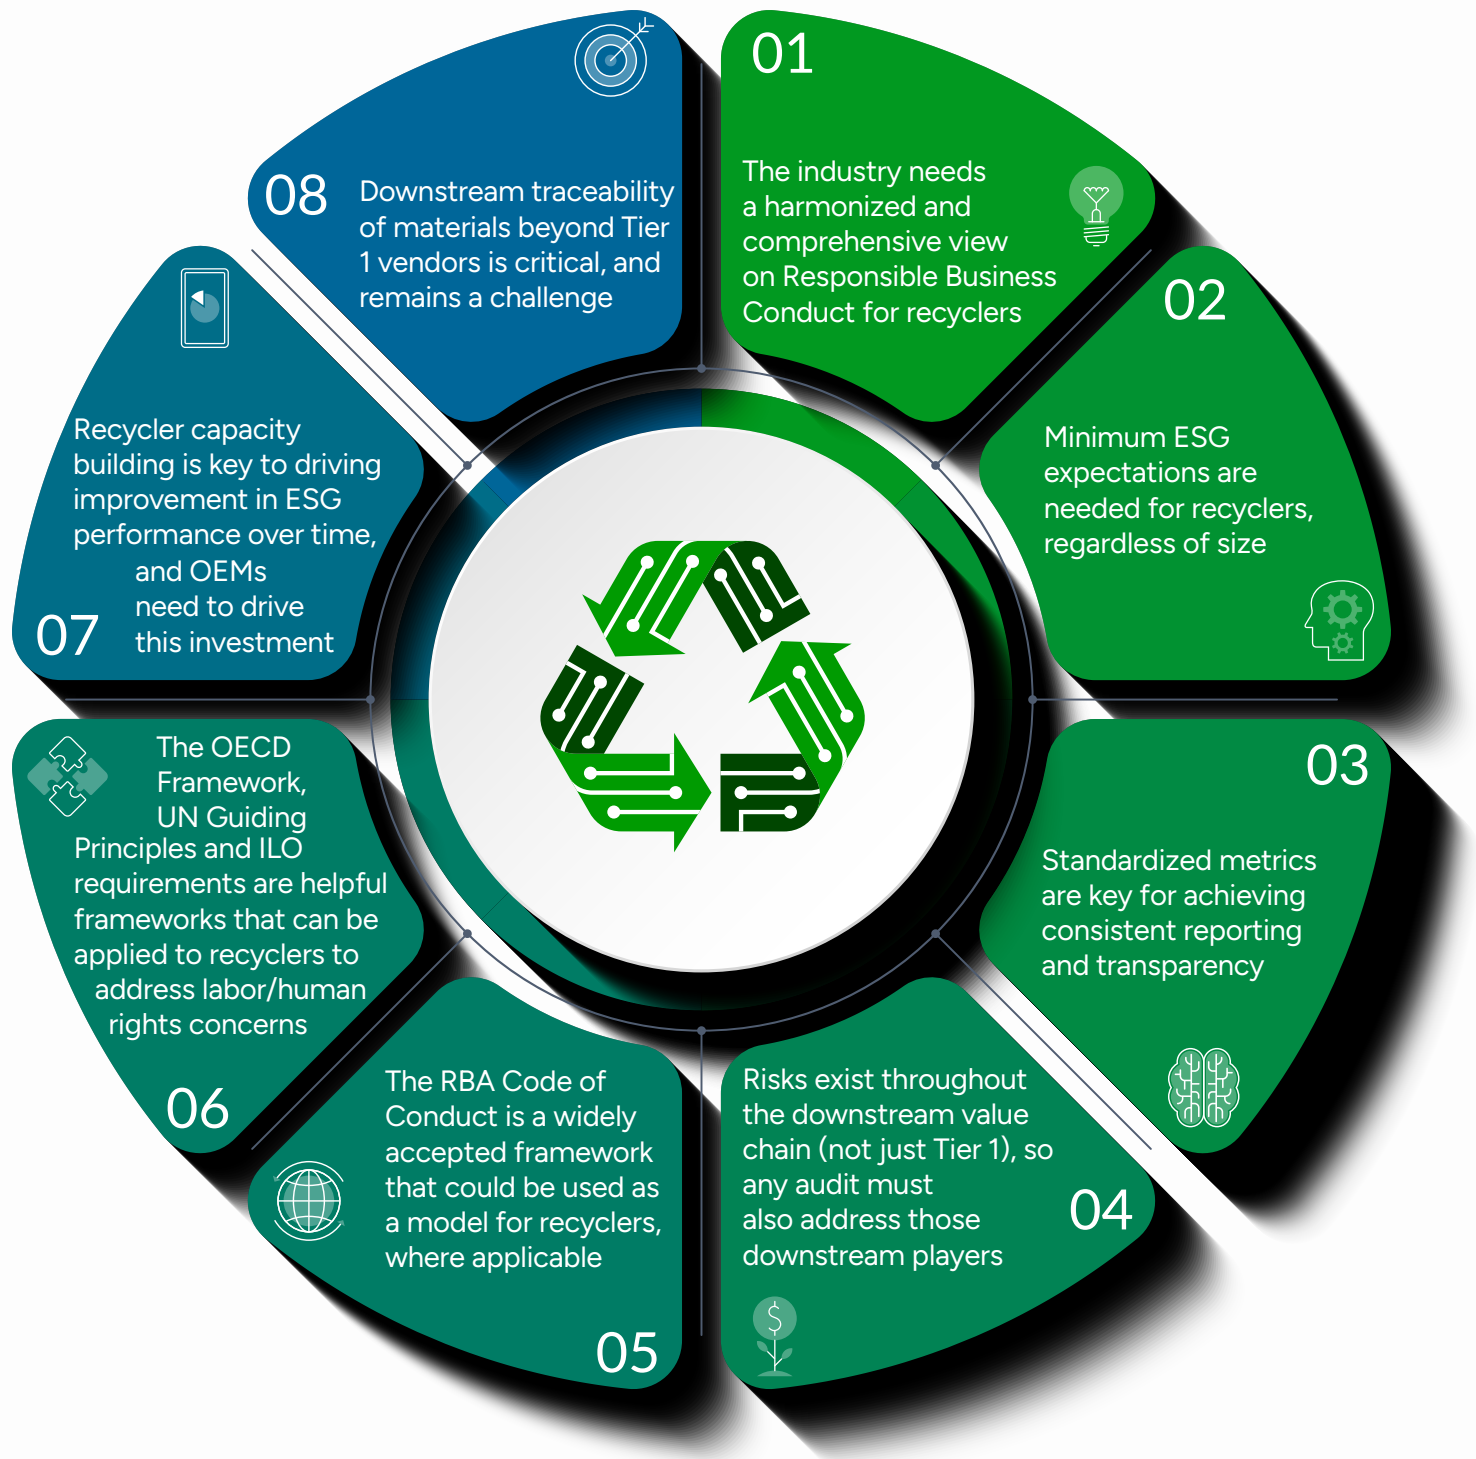 01
The industry needs
a harmonized and
comprehensive view
on Responsible Business
Conduct for recyclers
02
Minimum ESG
expectations are
needed for recyclers,
regardless of size
03
Standardized metrics
are key for achieving
consistent reporting
and transparency
04
Risks exist throughout
the downstream value
chain (not just Tier 1), so
any audit must
also address those
downstream players
05
The RBA Code of
Conduct is a widely
accepted framework
that could be used as
a model for recyclers,
where applicable
06
The OECD
Framework,
UN Guiding
Principles and ILO
requirements are helpful
frameworks that can be
applied to recyclers to
address labor/human
rights concerns
07
Recycler capacity
building is key to driving
improvement in ESG
performance over time,
and OEMs
need to drive
this investment
08
Downstream traceability
of materials beyond Tier
1 vendors is critical, and
remains a challenge
$